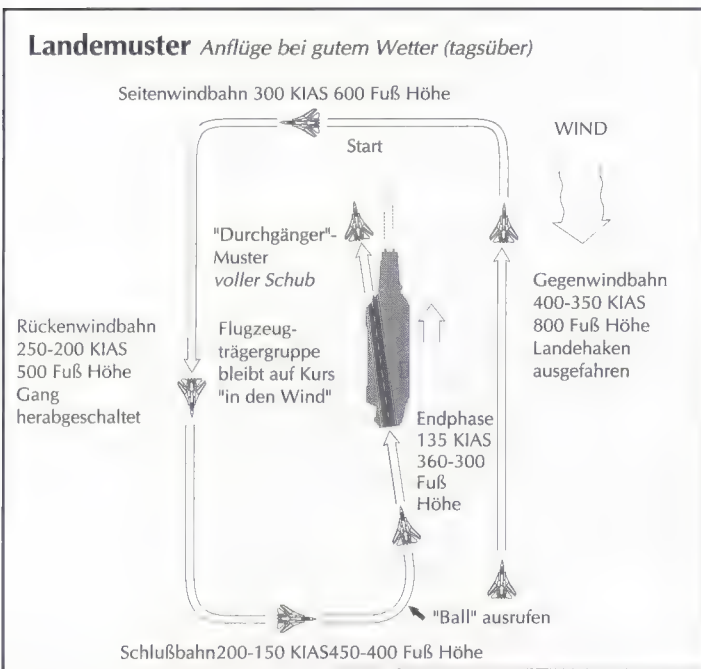 Landemuster Anflüge bei gutem Wetter (tagsüber)
Seitenwindbahn 300 KIAS 600 Fuß Höhe
Start
WIND
"Durchgänger"-
Muster
voller Schub
Gegenwindbahn
400-350 KIAS
800 Fuß Höhe
Landehaken
ausgefahren
Rückenwindbahn
250-200 KIAS
500 Fuß Höhe
Gang
herabgeschaltet
Flugzeug-
trägergruppe
bleibt auf Kurs
"in den Wind"
Endphase
135 KIAS
360-300
Fuß
Höhe
"Ball" ausrufen
Schlußbahn200-150 KIAS450-400 Fuß Höhe